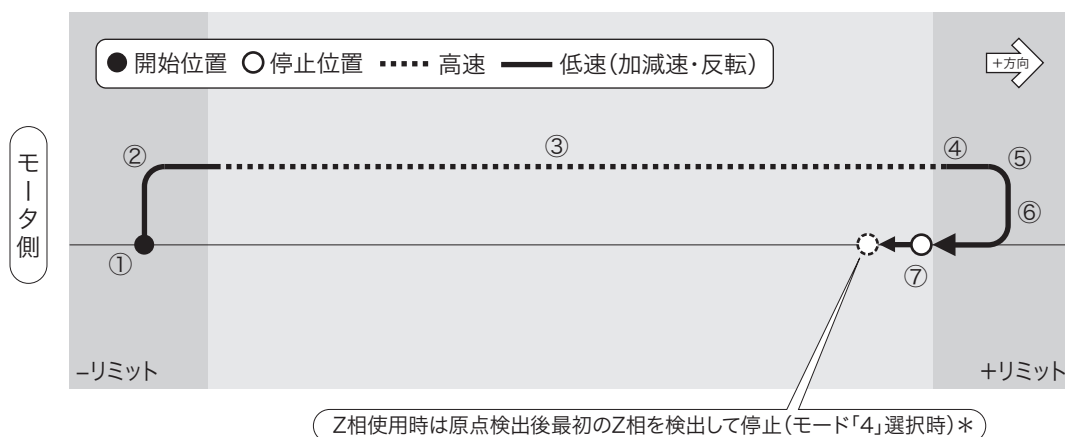 ●開始位置 ○停止位置 ▪▪▪▪▪高速 ━━低速(加減速・反転)
+方向
モータ側
② ③ ④ ⑤
⑥
① ⑦
−リミット +リミット
Z相使用時は原点検出後最初のZ相を検出して停止(モード「4」選択時)＊